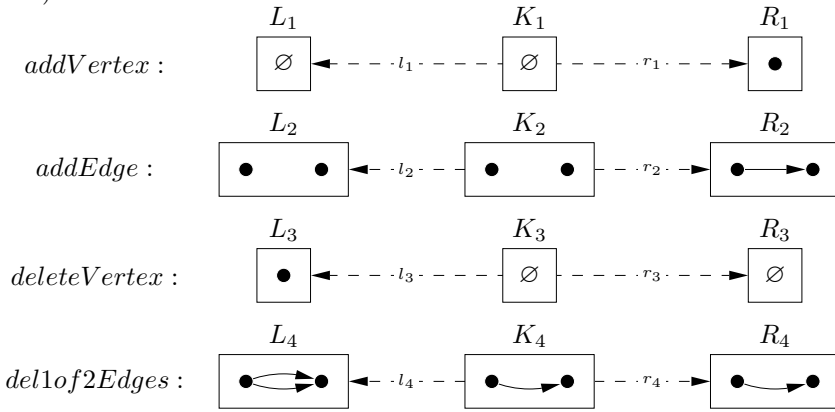 L1 K1 R1
addVertex : ∅ l1 ∅ r1
L2 K2 R2
addEdge : l2 r2
L3 K3 R3
deleteVertex : l3 ∅ r3 ∅
L4 K4 R4
del1of2Edges : l4 r4